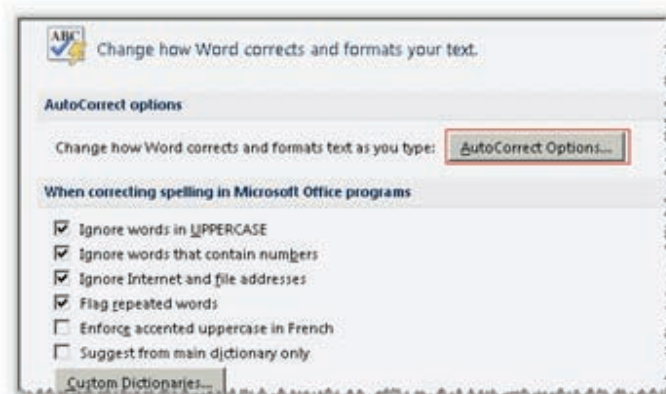 ABC
Change how Word corrects and formats your text.
AutoCorrect options
Change how Word corrects and formats text as you type: AutoCorrect Options...
When correcting spelling in Microsoft Office programs
Ignore words in UPPERCASE
Ignore words that contain numbers
Ignore Internet and file addresses
Flag repeated words
Enforce accented uppercase in French
Suggest from main dictionary only
Custom Dictionaries...